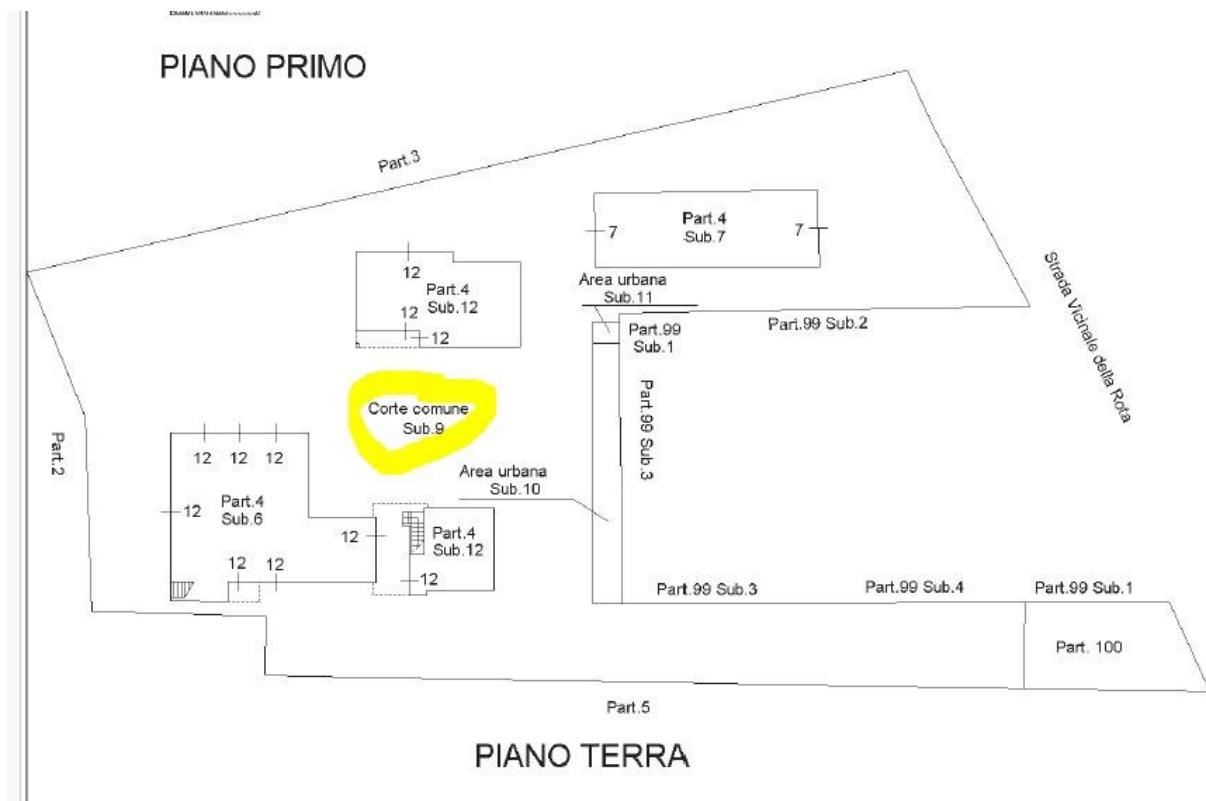 PIANO PRIMO
Part.3
Part.4
Sub.7
7
7
Area urbana
Sub.11
12
Part.4
Sub.12
12
12
Part.99
Sub.1
Part.99 Sub.2
Strada Vicinale della Rota
Corte comune
Sub.9
Part.99 Sub.3
Part.2
12
12
12
Area urbana
Sub.10
12
Part.4
Sub.6
12
Part.4
Sub.12
12
12
12
Part.99 Sub.3
Part.99 Sub.4
Part.99 Sub.1
Part. 100
Part.5
PIANO TERRA